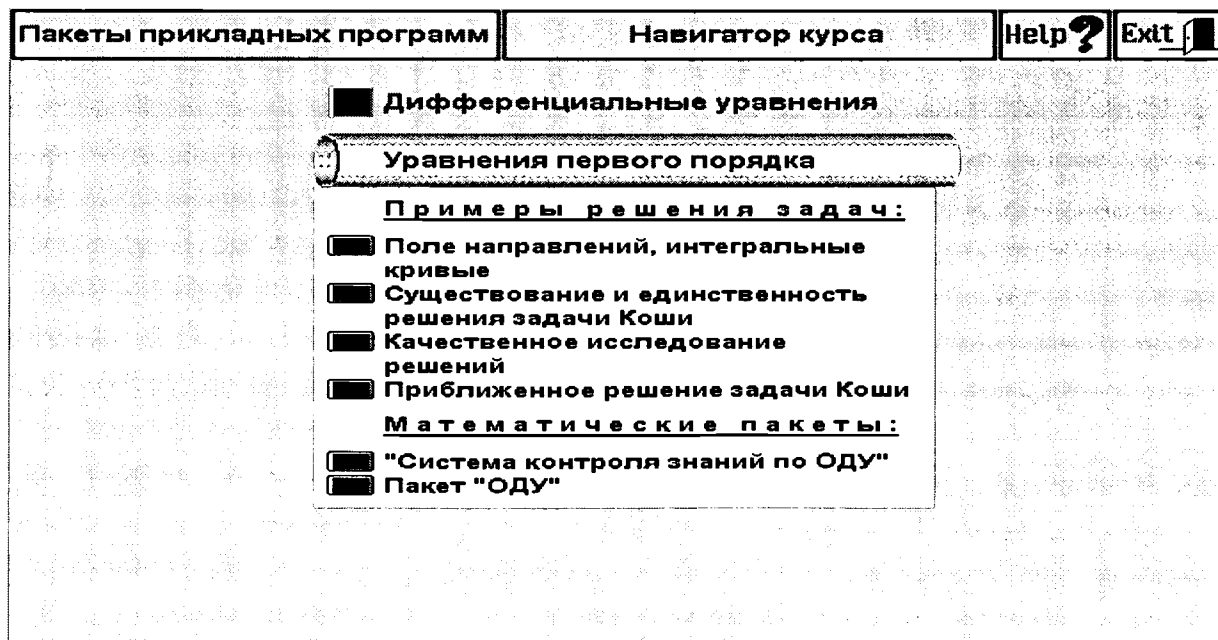 Пакеты прикладных программ
Навигатор курса
Help?
Exit
Дифференциальные уравнения
Уравнения первого порядка
Примеры решения задач:
Поле направлений, интегральные
кривые
Существование и единственность
решения задачи Коши
Качественное исследование
решений
Приближенное решение задачи Коши
Математические пакеты:
"Система контроля знаний по ОДУ"
Пакет "ОДУ"